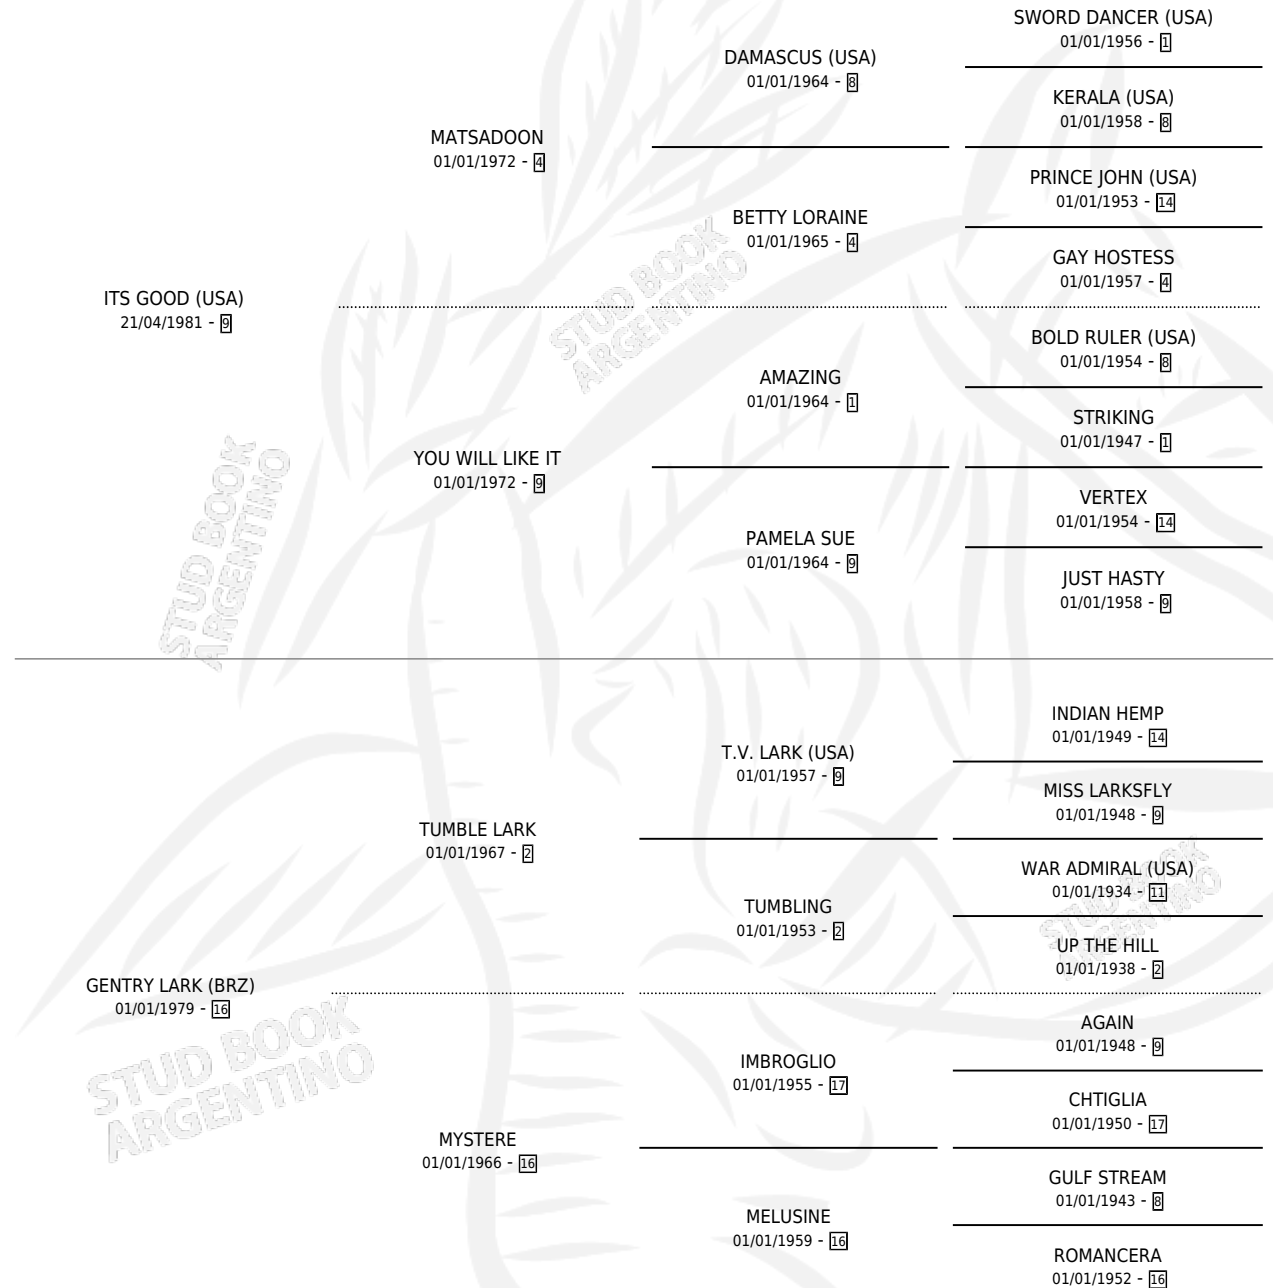 SWORD DANCER (USA)
01/01/1956 - 1
DAMASCUS (USA)
01/01/1964 - 8
KERALA (USA)
01/01/1958 - 8
MATSADOON
01/01/1972 - 4
PRINCE JOHN (USA)
01/01/1953 - 14
BETTY LORAINE
01/01/1965 - 4
GAY HOSTESS
01/01/1957 - 4
ITS GOOD (USA)
21/04/1981 - 9
BOLD RULER (USA)
01/01/1954 - 8
AMAZING
01/01/1964 - 1
STRIKING
01/01/1947 - 1
YOU WILL LIKE IT
01/01/1972 - 9
VERTEX
01/01/1954 - 14
PAMELA SUE
01/01/1964 - 9
JUST HASTY
01/01/1958 - 9
INDIAN HEMP
01/01/1949 - 14
T.V. LARK (USA)
01/01/1957 - 9
MISS LARKSFLY
01/01/1948 - 9
TUMBLE LARK
01/01/1967 - 2
WAR ADMIRAL (USA)
01/01/1934 - 11
TUMBLING
01/01/1953 - 2
UP THE HILL
01/01/1938 - 2
GENTRY LARK (BRZ)
01/01/1979 - 16
AGAIN
01/01/1948 - 9
IMBROGLIO
01/01/1955 - 17
CHTIGLIA
01/01/1950 - 17
MYSTERE
01/01/1966 - 16
GULF STREAM
01/01/1943 - 8
MELUSINE
01/01/1959 - 16
ROMANCERA
01/01/1952 - 16
STUD BOOK
ARGENTINO
STUD BOOK
ARGENTINO
STUD BOOK
ARGENTINO
STUD BOOK
ARGENTINO